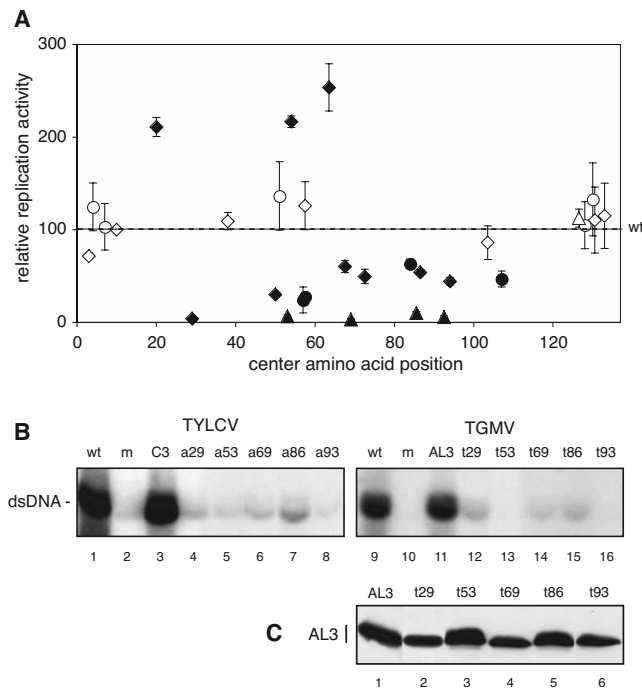 A
300
200
100
0
relative replication activity
wt
0 20 40 60 80 100 120
center amino acid position
B
TYLCV TGMV
wt m C3 a29 a53 a69 a86 a93 wt m AL3 t29 t53 t69 t86 t93
dsDNA -
1 2 3 4 5 6 7 8 9 10 11 12 13 14 15 16
AL3 t29 t53 t69 t86 t93
C AL3 |
1 2 3 4 5 6